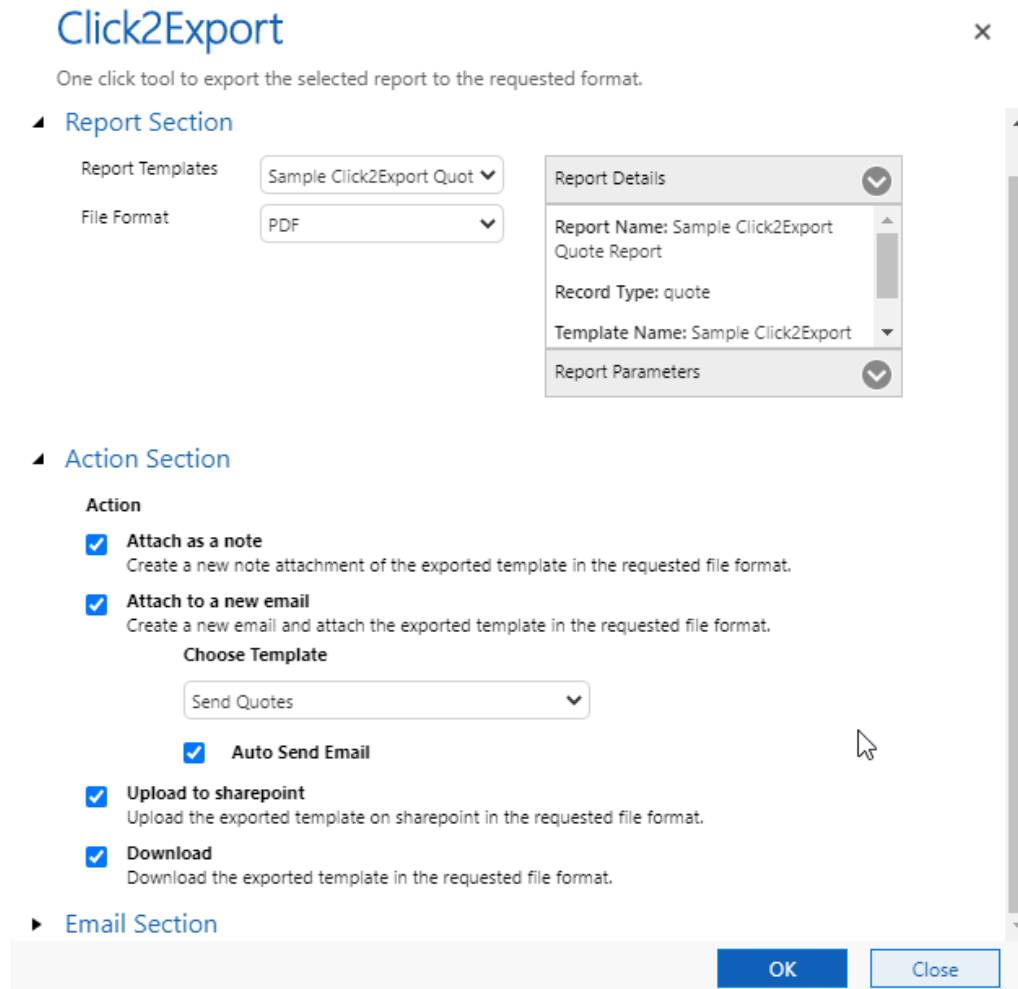 Click2Export
One click tool to export the selected report to the requested format.
Report Section
Report Templates
Sample Click2Export Quot
File Format
PDF
Report Details
Report Name: Sample Click2Export
Quote Report
Record Type: quote
Template Name: Sample Click2Export
Report Parameters
Action Section
Action
Attach as a note
Create a new note attachment of the exported template in the requested file format.
Attach to a new email
Create a new email and attach the exported template in the requested file format.
Choose Template
Send Quotes
Auto Send Email
Upload to sharepoint
Upload the exported template on sharepoint in the requested file format.
Download
Download the exported template in the requested file format.
Email Section
OK
Close